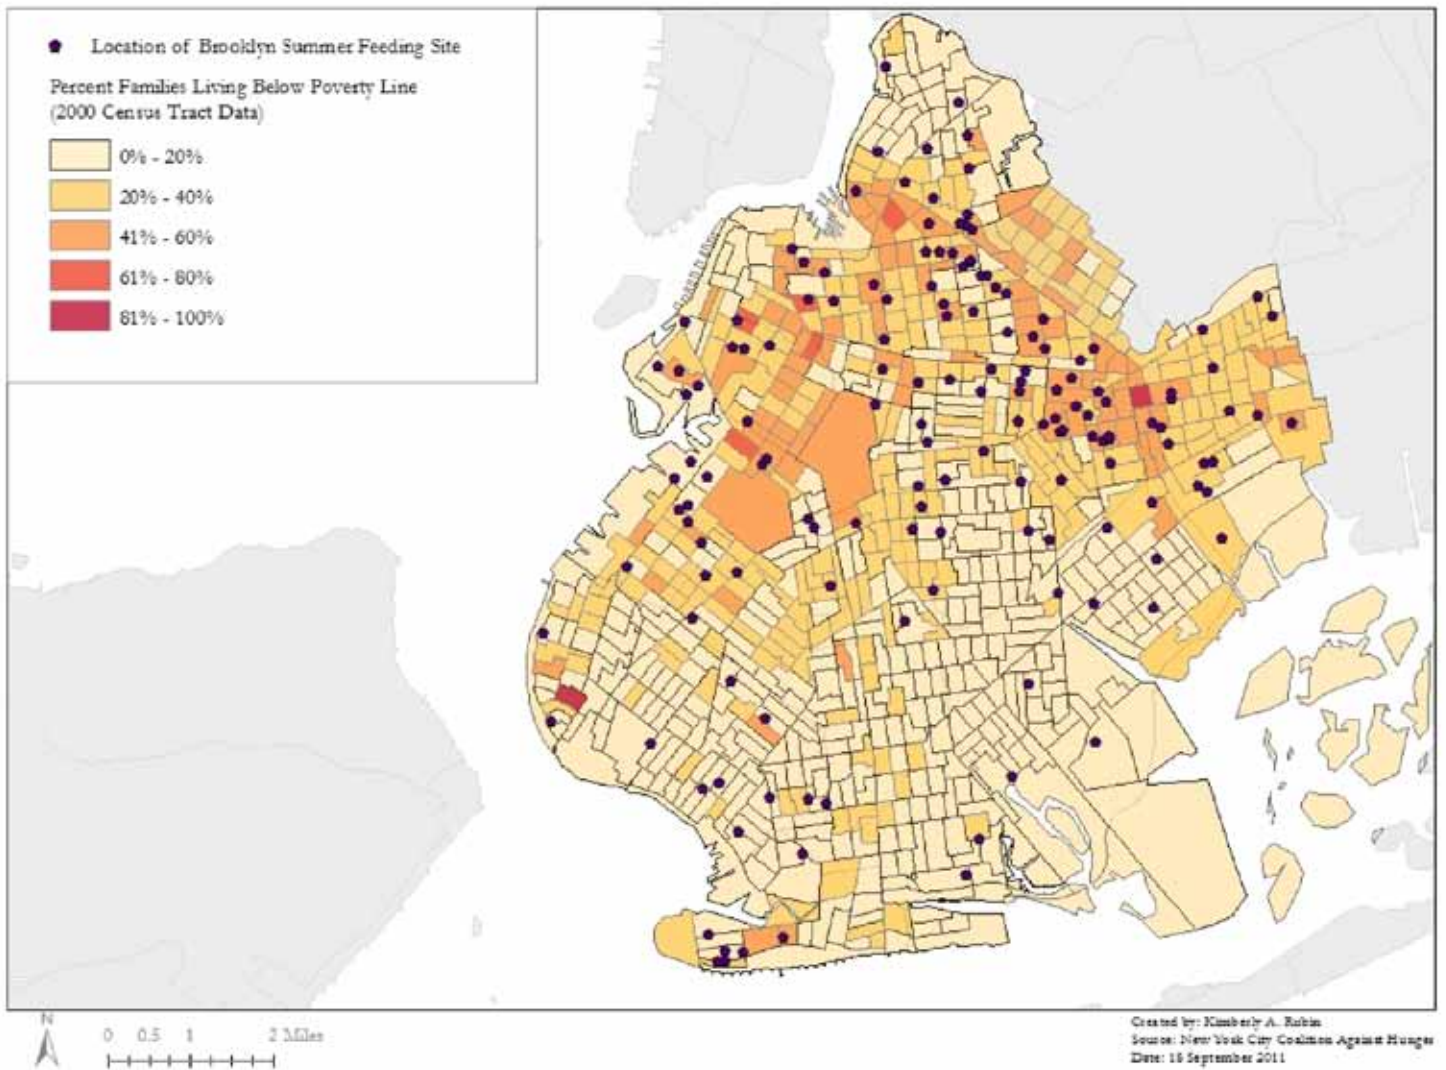 Location of Brooklyn Summer Feeding Site
Percent Families Living Below Poverty Line
(2000 Census Tract Data)
0% - 20%
20% - 40%
41% - 60%
61% - 80%
81% - 100%
N
0 0.5 1 2 Miles
Created by: Kimberly A. Rubin
Source: New York City Coalition Against Hunger
Date: 18 September 2011